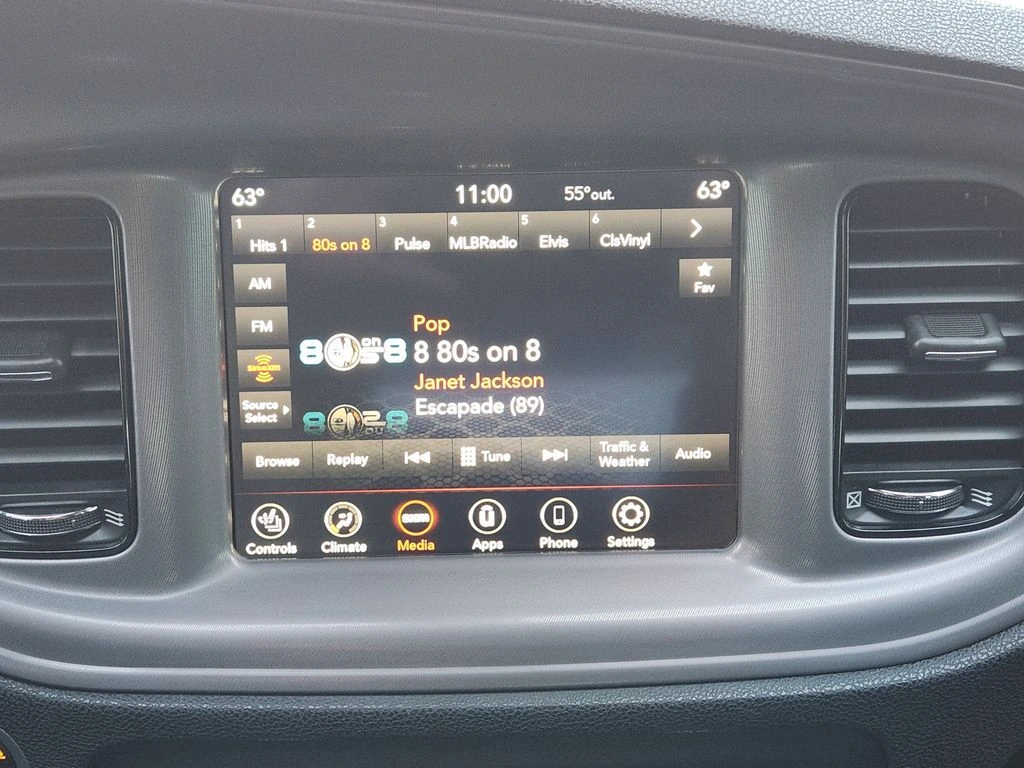 63° 11:00 55°out. 63°
1 2 3 4 5 6
Hits 1 80s on 8 Pulse MLBRadio Elvis ClsVinyl
AM
Fav
FM
Pop
8 80s on 8
SiriusXM
Janet Jackson
Source
Select
Escapade (89)
Browse Replay Tune Traffic &
Weather Audio
Controls Climate Media Apps Phone Settings